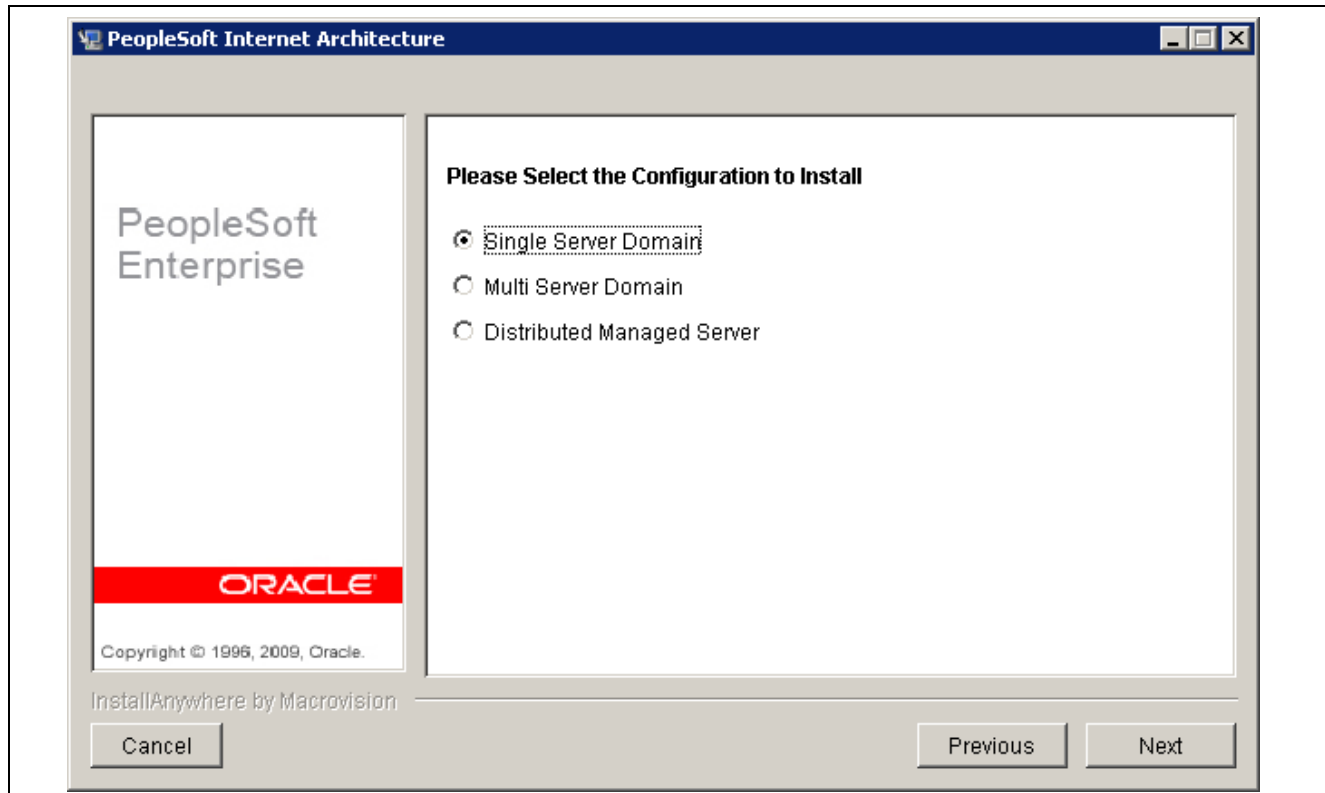 PeopleSoft Internet Architecture
PeopleSoft
Enterprise
ORACLE
Copyright © 1996, 2009, Oracle.
Please Select the Configuration to Install
Single Server Domain
Multi Server Domain
Distributed Managed Server
InstallAnywhere by Macrovision
Cancel
Previous
Next